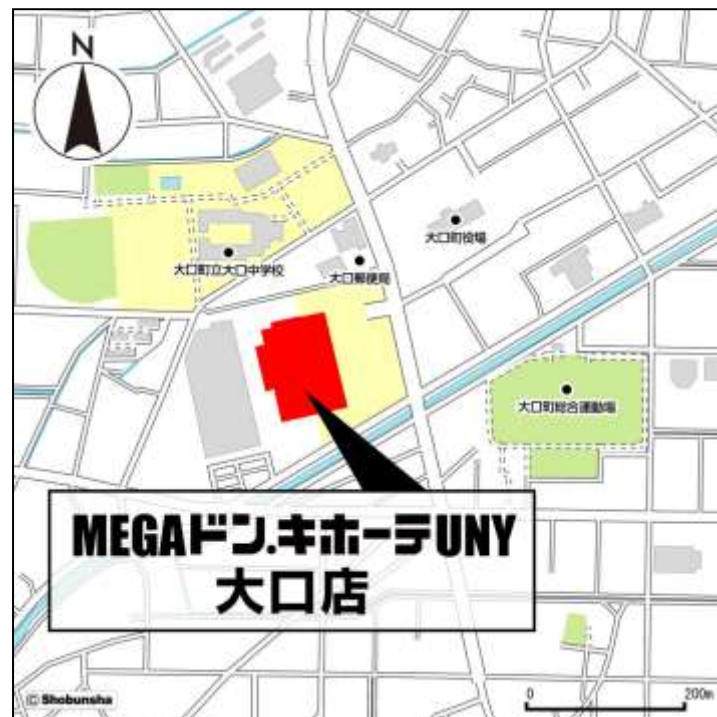 N
大口町役場
大口町立大口中学校
大口郵便局
大口町総合運動場
MEGAドン.キホーテUNY
大口店
© Shobunsha
0 200m